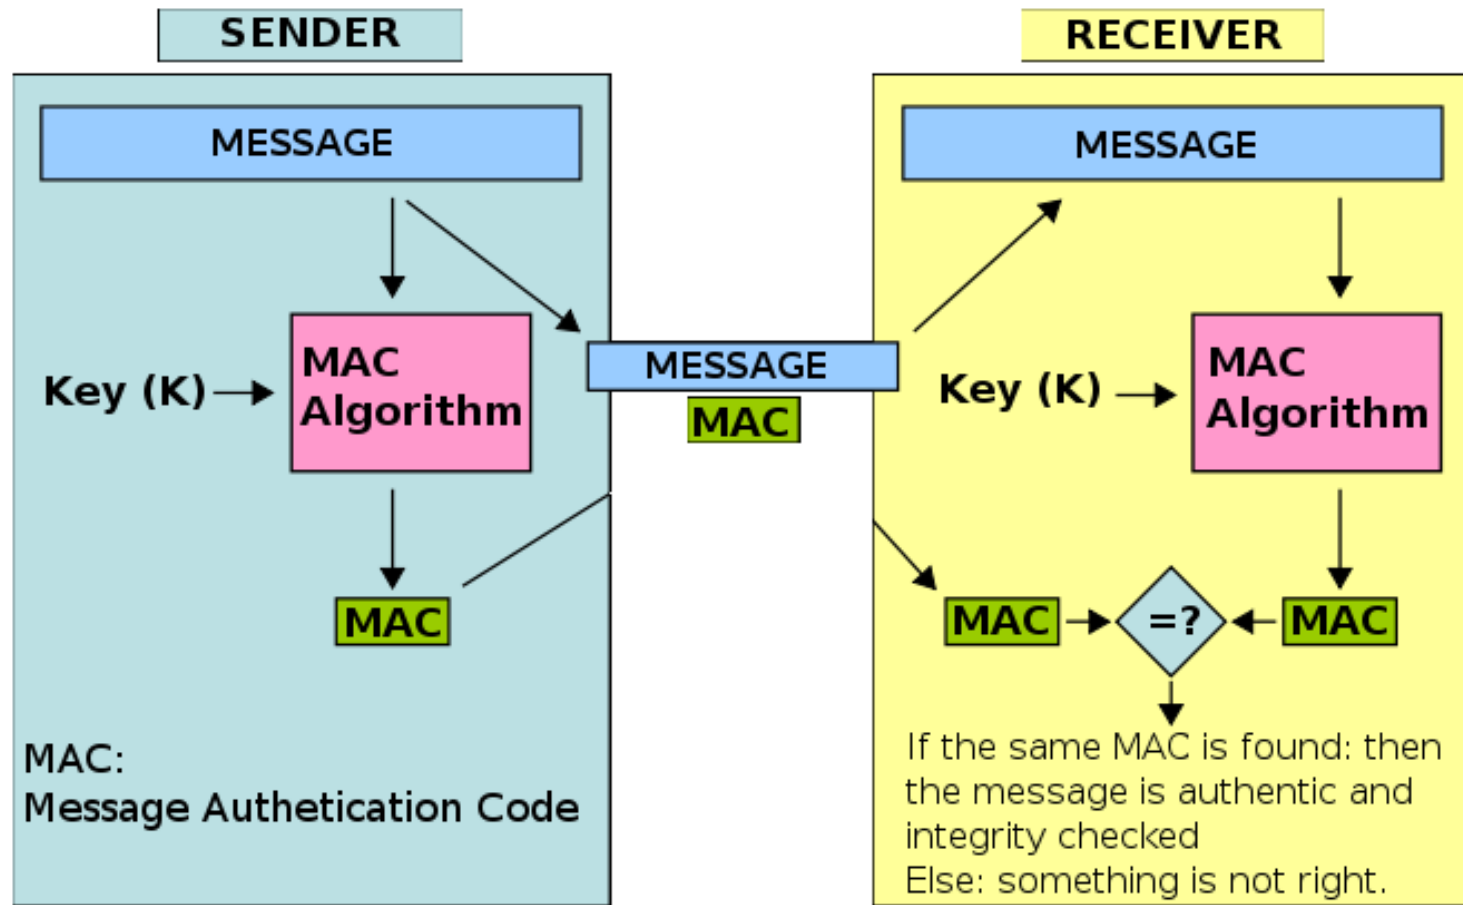 SENDER
MESSAGE
Key (K)
MAC
Algorithm
MAC
MAC:
Message Authetication Code
MESSAGE
MAC
RECEIVER
MESSAGE
Key (K)
MAC
Algorithm
MAC
=?
MAC
If the same MAC is found: then
the message is authentic and
integrity checked
Else: something is not right.